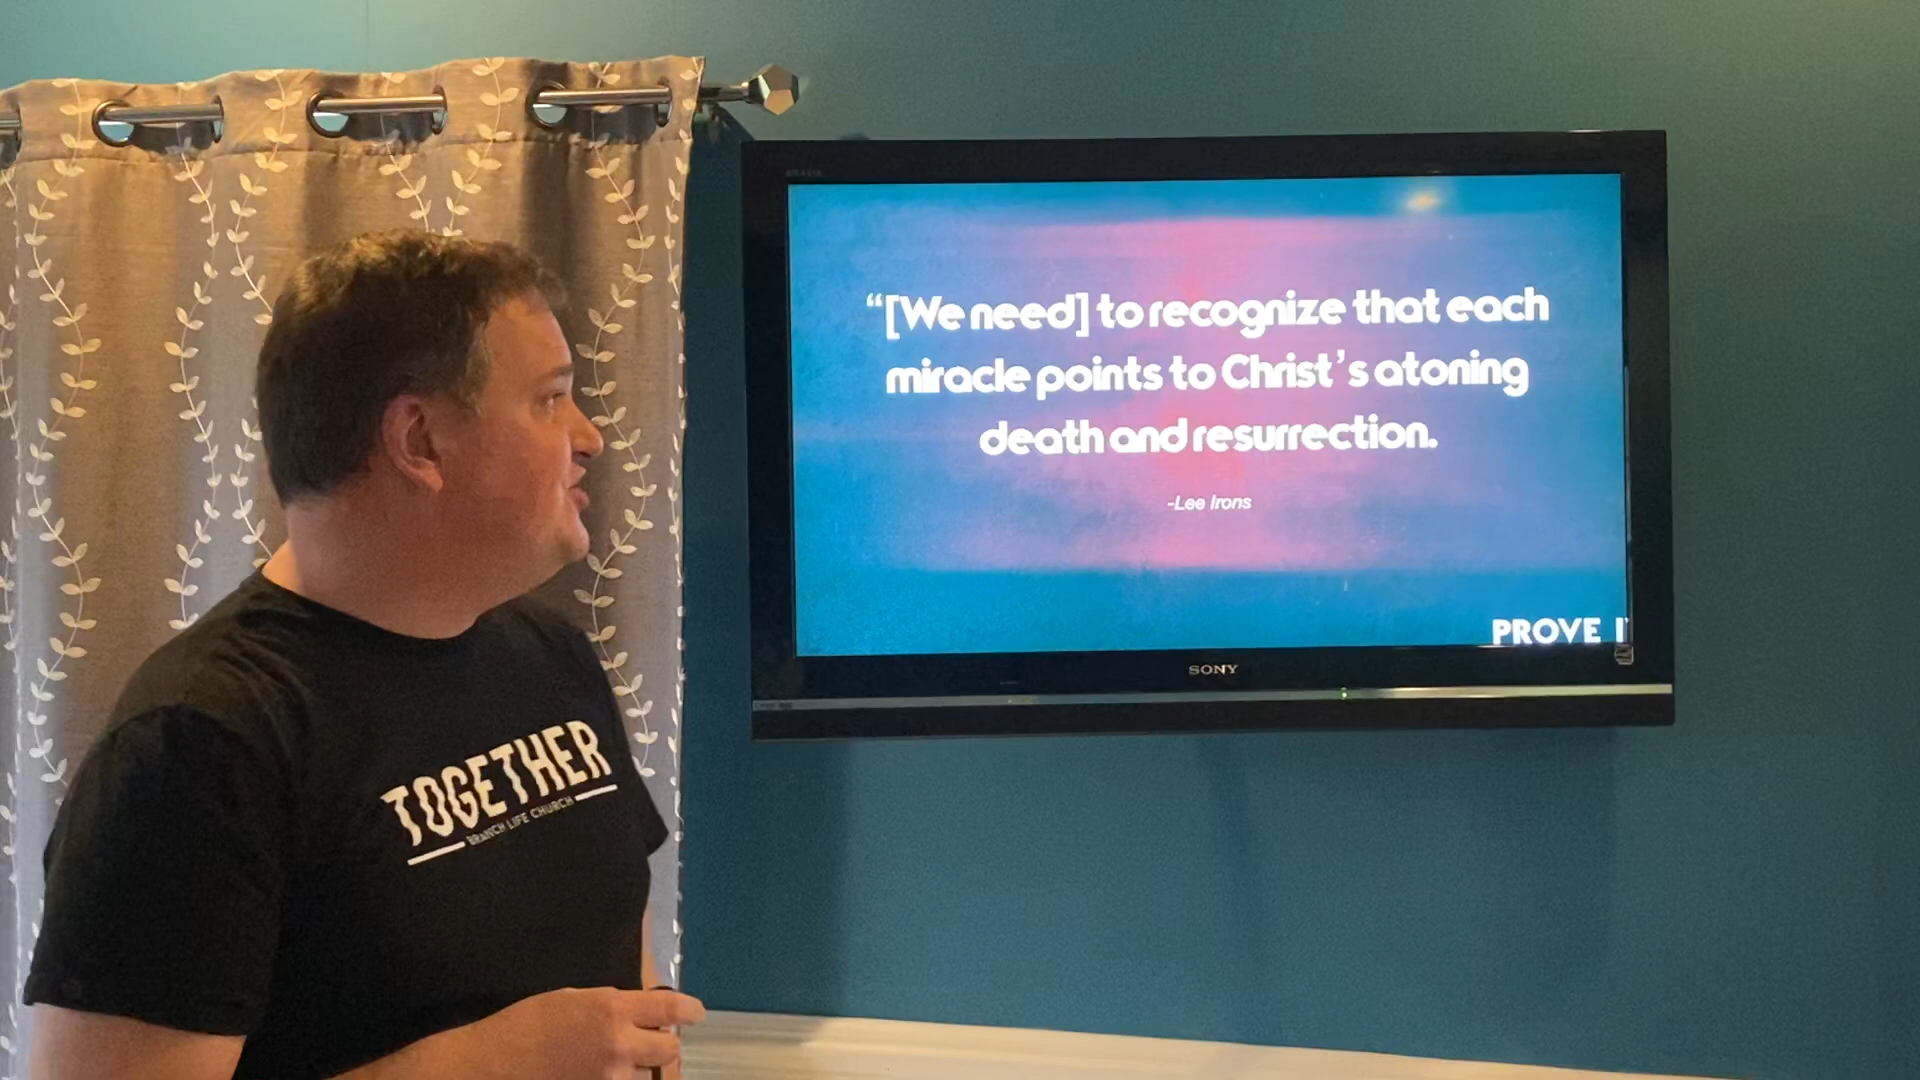 “[We need] to recognize that each
miracle points to Christ’s atoning
death and resurrection.
-Lee Irons
PROVE I
SONY
TOGETHER
BRANCH LIFE CHURCH